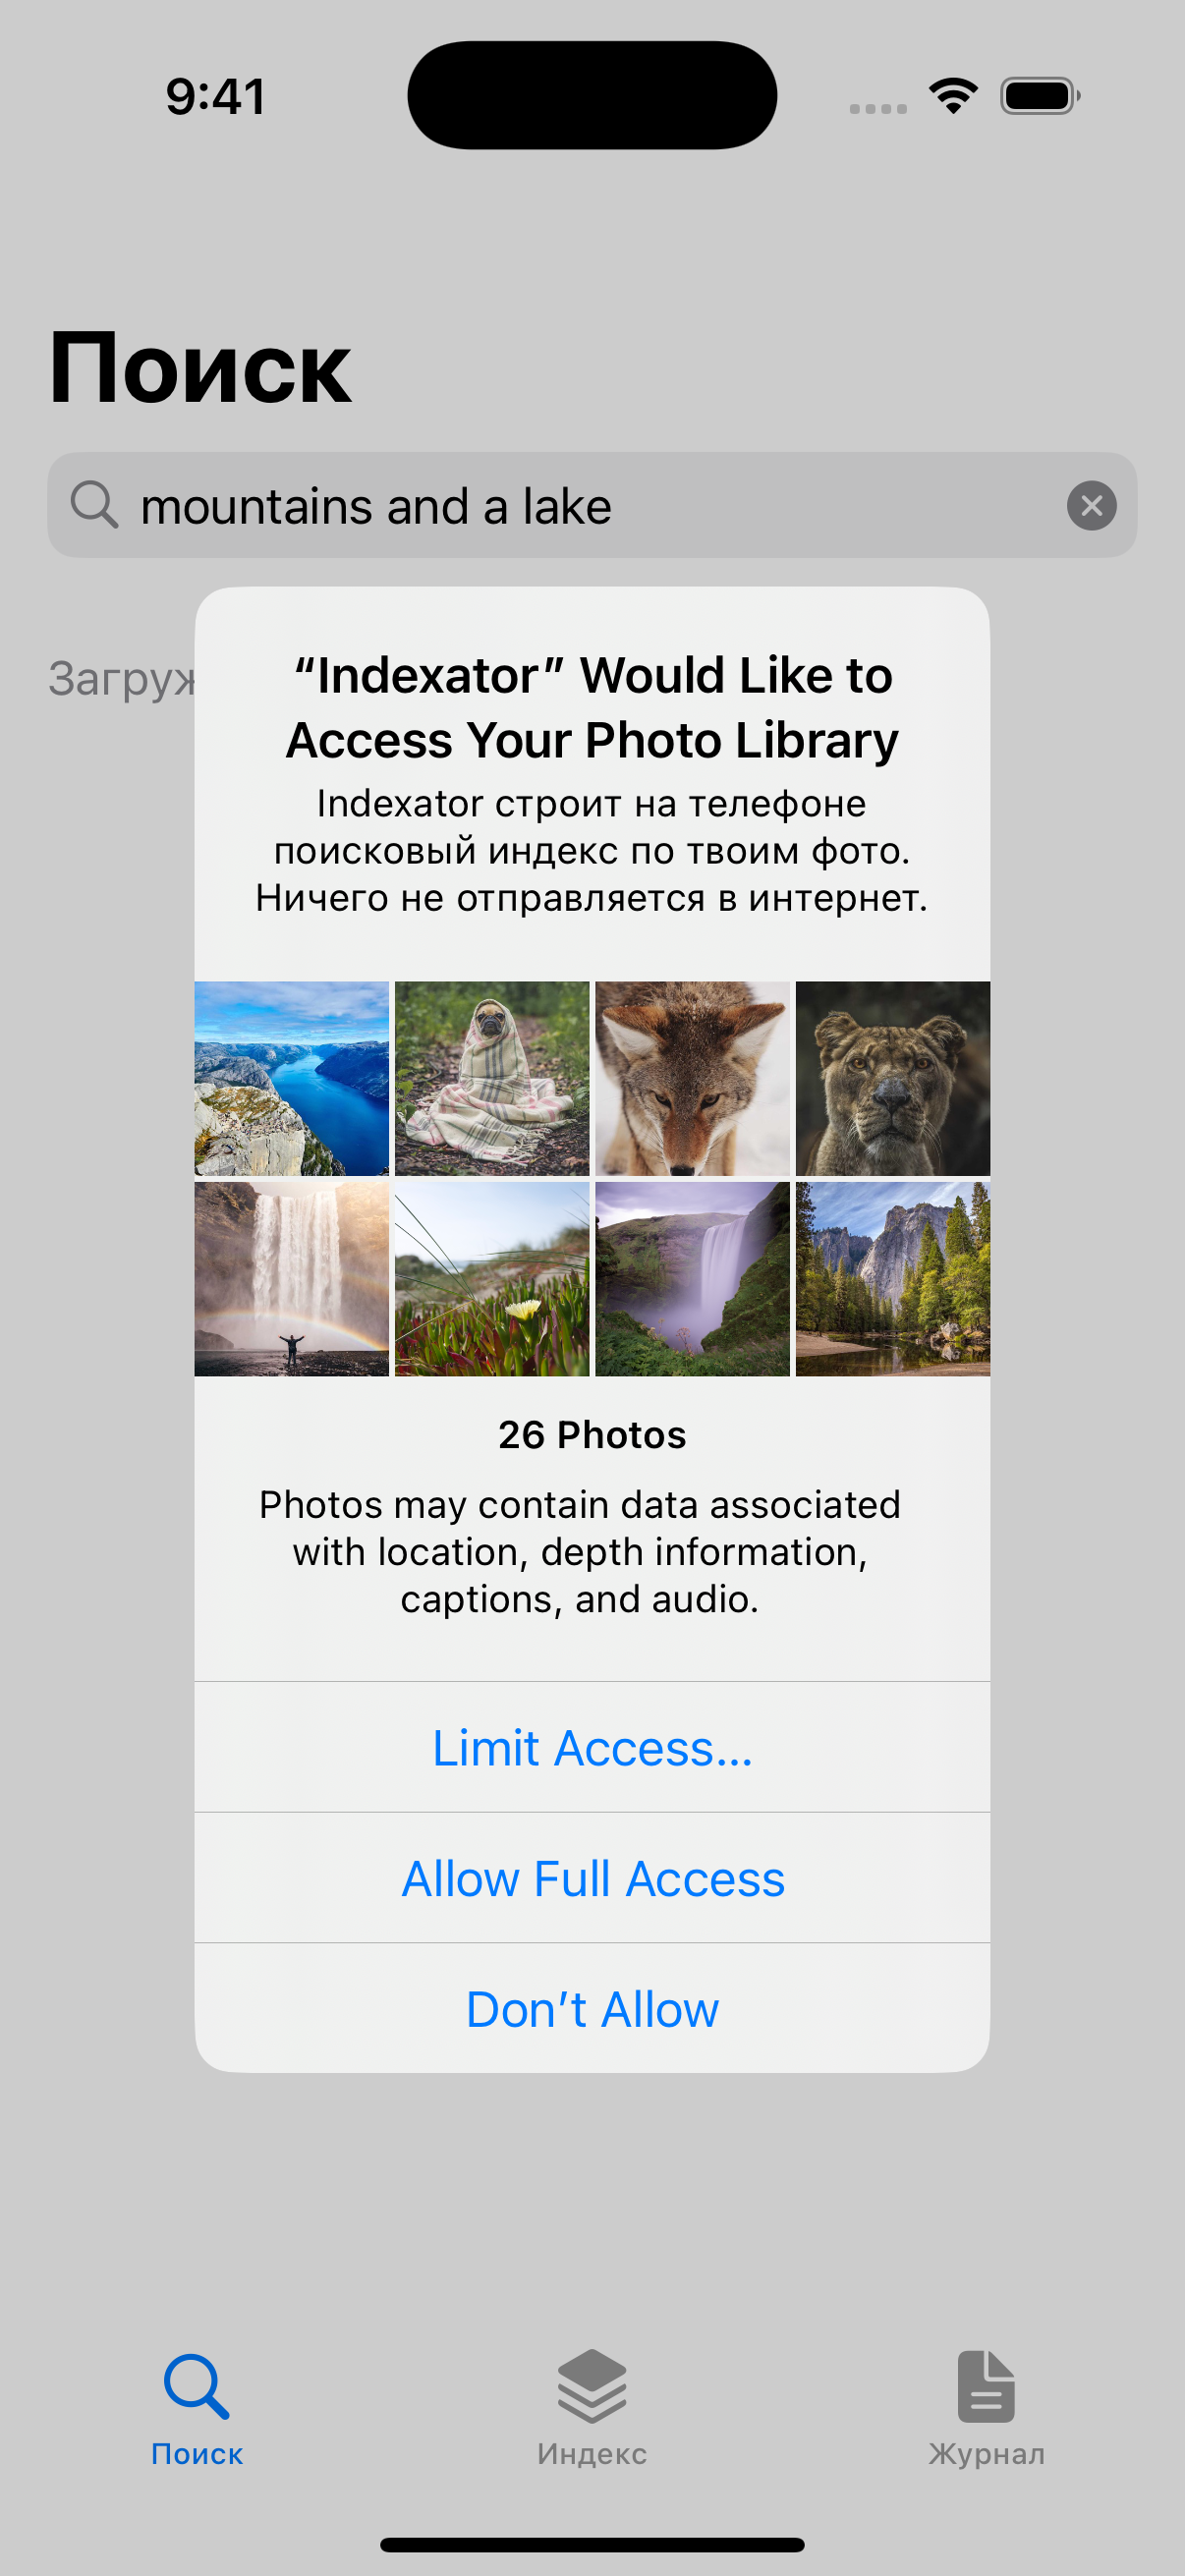 9:41
Поиск
mountains and a lake
“Indexator” Would Like to
Access Your Photo Library
Indexator строит на телефоне
поисковый индекс по твоим фото.
Ничего не отправляется в интернет.
26 Photos
Photos may contain data associated
with location, depth information,
captions, and audio.
Limit Access...
Allow Full Access
Don’t Allow
Поиск
Индекс
Журнал